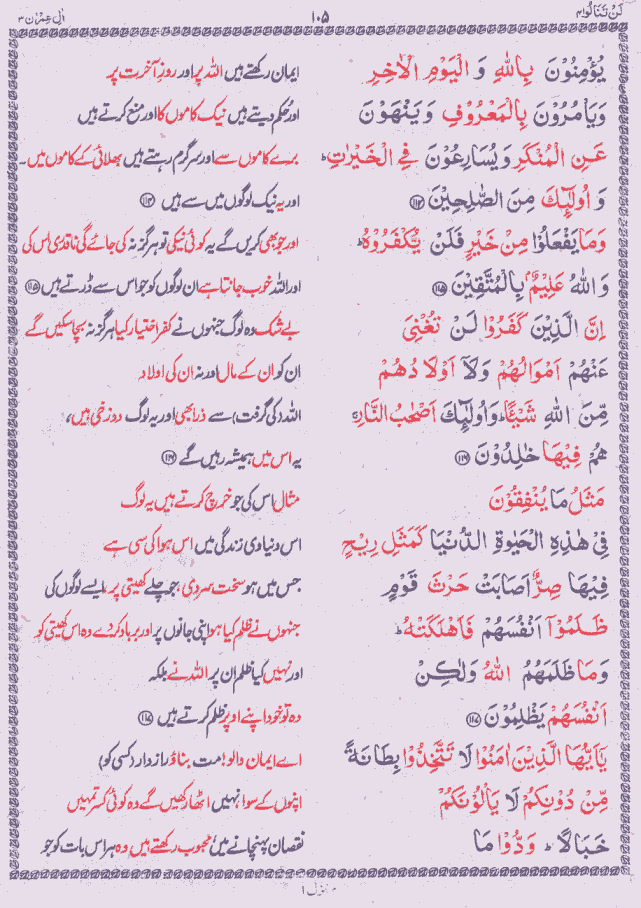 لَنْ تَنَالُوا۴ ۱۰۵ اٰلِ عِمْرٰن ۳
يُؤْمِنُوْنَ بِاللّٰهِ وَ الْيَوْمِ الْاٰخِرِ ایمان رکھتے ہیں اللہ پر اور روزِ آخرت پر
وَيَاْمُرُوْنَ بِالْمَعْرُوْفِ وَيَنْهَوْنَ اور حکم دیتے ہیں نیک کاموں کا اور منع کرتے ہیں
عَنِ الْمُنْكَرِ وَيُسَارِعُوْنَ فِي الْخَيْرٰتِ ؕ برے کاموں سے اور سرگرم رہتے ہیں بھلائی کے کاموں میں۔
وَ اُولٰٓئِكَ مِنَ الصّٰلِحِيْنَ ﴿۱۱۴﴾ اور یہ نیک لوگوں میں سے ہیں ﴿۱۱۴﴾
وَمَا يَفْعَلُوْا مِنْ خَيْرٍ فَلَنْ يُّكْفَرُوْهُ ؕ اور جو بھی کریں گے یہ کوئی نیکی تو ہرگز نہ کی جائے گی ناقدری اس کی
وَاللّٰهُ عَلِيْمٌۢ بِالْمُتَّقِيْنَ ﴿۱۱۵﴾ اور اللہ خوب جانتا ہے ان لوگوں کو جو اس سے ڈرتے ہیں ﴿۱۱۵﴾
اِنَّ الَّذِيْنَ كَفَرُوْا لَنْ تُغْنِيَ بے شک وہ لوگ جنہوں نے کفر اختیار کیا ہرگز نہ بچا سکیں گے
عَنْهُمْ اَمْوَالُهُمْ وَلَآ اَوْلَادُهُمْ ان کو ان کے مال اور نہ ان کی اولاد
مِّنَ اللّٰهِ شَيْـًٔا ؕ وَاُولٰٓئِكَ اَصْحٰبُ النَّارِ ۚ اللہ (کی گرفت) سے ذرا بھی اور یہ لوگ دوزخی ہیں،
هُمْ فِيْهَا خٰلِدُوْنَ ﴿۱۱۶﴾ یہ اس میں ہمیشہ رہیں گے ﴿۱۱۶﴾
مَثَلُ مَا يُنْفِقُوْنَ مثال اس کی جو خرچ کرتے ہیں یہ لوگ
فِيْ هٰذِهِ الْحَيٰوةِ الدُّنْيَا كَمَثَلِ رِيْحٍ اس دنیاوی زندگی میں اس ہوا کی سی ہے
فِيْهَا صِرٌّ اَصَابَتْ حَرْثَ قَوْمٍ جس میں ہو سخت سردی، جو چلے کھیتی پر ایسے لوگوں کی
ظَلَمُوْٓا اَنْفُسَهُمْ فَاَهْلَكَتْهُ ؕ جنہوں نے ظلم کیا ہو اپنی جانوں پر اور برباد کر دے وہ اس کھیتی کو
وَمَا ظَلَمَهُمُ اللّٰهُ وَلٰكِنْ اور نہیں کیا ظلم ان پر اللہ نے بلکہ
اَنْفُسَهُمْ يَظْلِمُوْنَ ﴿۱۱۷﴾ وہ تو خود اپنے اوپر ظلم کرتے ہیں ﴿۱۱۷﴾
يٰٓاَيُّهَا الَّذِيْنَ اٰمَنُوْا لَا تَتَّخِذُوْا بِطَانَةً اے ایمان والو! مت بناؤ رازدار (کسی کو)
مِّنْ دُوْنِكُمْ لَا يَاْلُوْنَكُمْ اپنوں کے سوا نہیں اٹھا رکھیں گے وہ کوئی کسر تمہیں
خَبَالًا ؕ وَدُّوْا مَا نقصان پہنچانے میں، محبوب رکھتے ہیں وہ ہر اس بات کو جو
منزل ۱